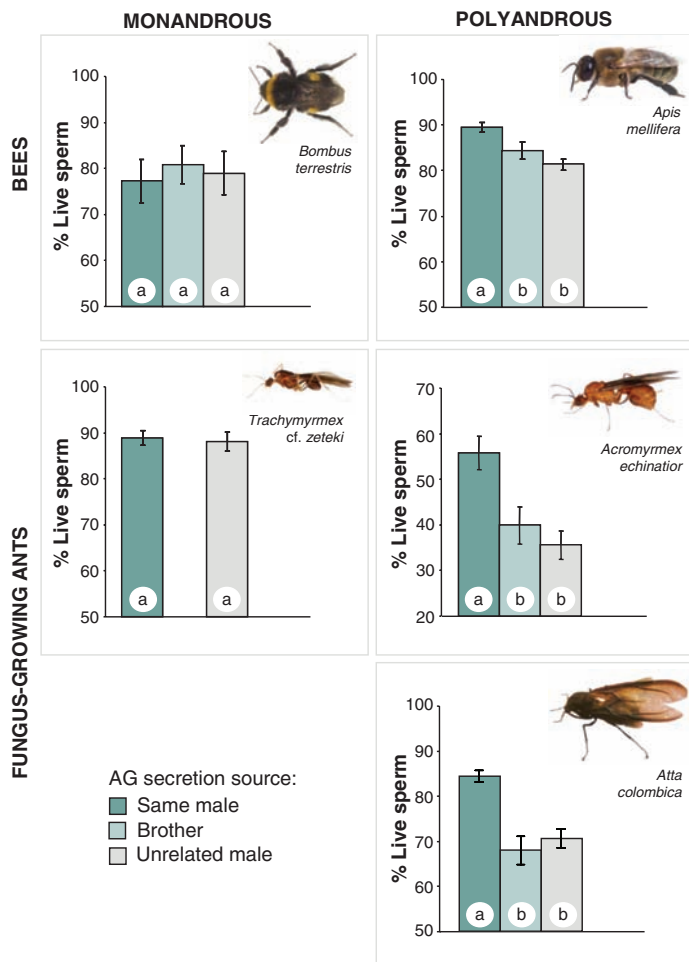 MONANDROUS
POLYANDROUS
BEES
% Live sperm
100
90
80
70
60
50
a
a
a
Bombus
terrestris
% Live sperm
100
90
80
70
60
50
a
b
b
Apis
mellifera
FUNGUS-GROWING ANTS
% Live sperm
100
90
80
70
60
50
a
a
Trachymyrmex
cf. zeteki
% Live sperm
70
60
50
40
30
20
a
b
b
Acromyrmex
echinatior
AG secretion source:
Same male
Brother
Unrelated male
% Live sperm
100
90
80
70
60
50
a
b
b
Atta
colombica